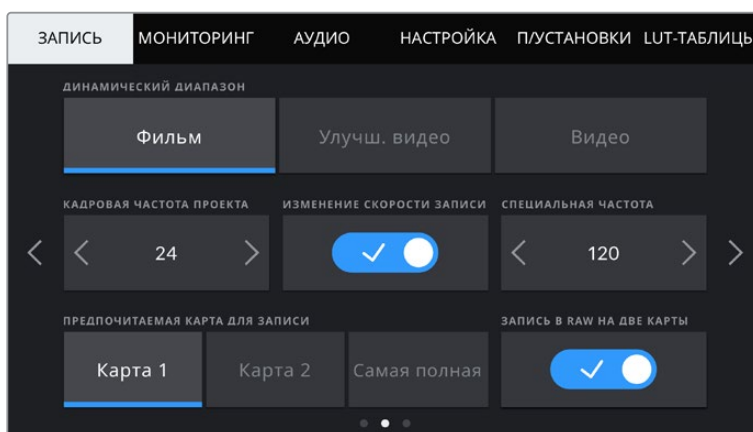 ЗАПИСЬ МОНИТОРИНГ АУДИО НАСТРОЙКА П/УСТАНОВКИ LUT-ТАБЛИЦЫ
ДИНАМИЧЕСКИЙ ДИАПАЗОН
Фильм Улучш. видео Видео
КАДРОВАЯ ЧАСТОТА ПРОЕКТА ИЗМЕНЕНИЕ СКОРОСТИ ЗАПИСИ СПЕЦИАЛЬНАЯ ЧАСТОТА
24 120
ПРЕДПОЧИТАЕМАЯ КАРТА ДЛЯ ЗАПИСИ ЗАПИСЬ В RAW НА ДВЕ КАРТЫ
Карта 1 Карта 2 Самая полная